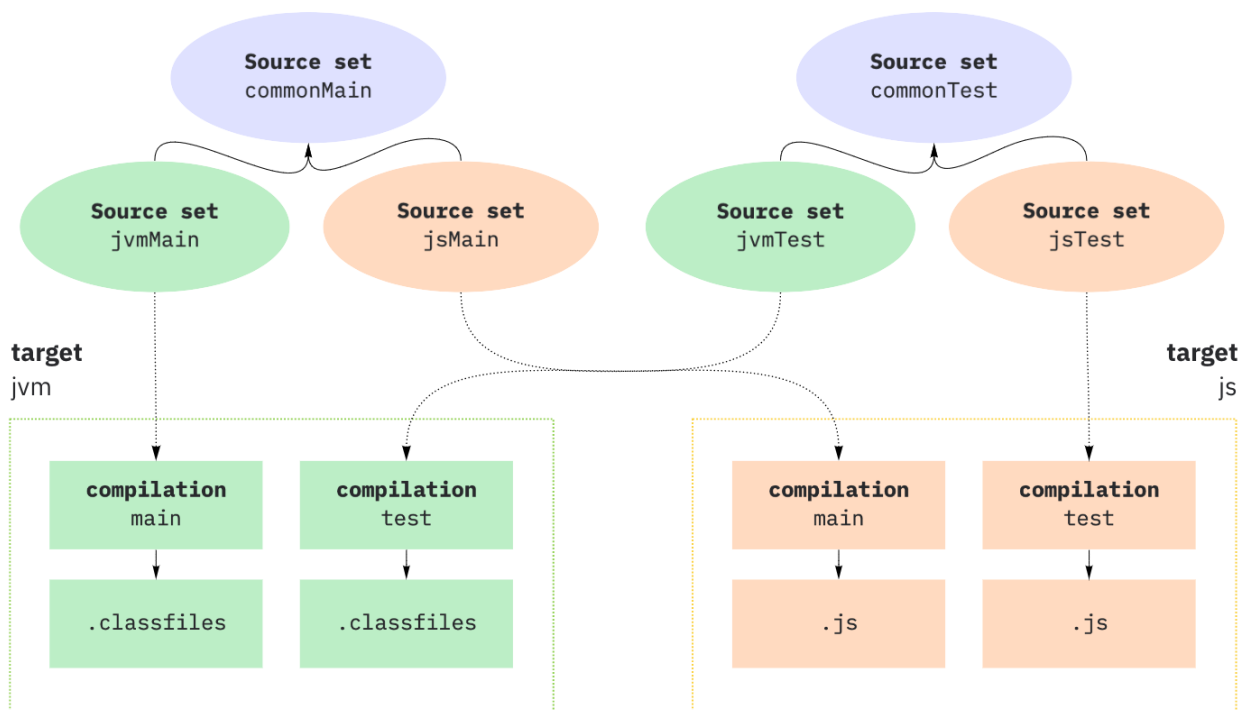 Source set
commonMain
Source set
commonTest
Source set
jvmMain
Source set
jsMain
Source set
jvmTest
Source set
jsTest
target
jvm
target
js
compilation
main
compilation
test
compilation
main
compilation
test
.classfiles
.classfiles
.js
.js